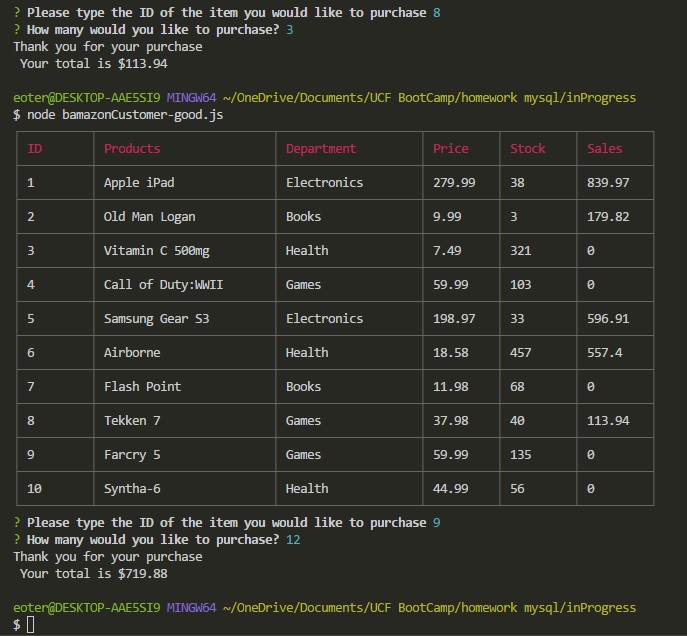 ? Please type the ID of the item you would like to purchase 8
? How many would you like to purchase? 3
Thank you for your purchase
Your total is $113.94
eoter@DESKTOP-AAE5SI9 MINGW64 ~/OneDrive/Documents/UCF BootCamp/homework mysql/inProgress
$ node bamazonCustomer-good.js
ID Products Department Price Stock Sales
1 Apple iPad Electronics 279.99 38 839.97
2 Old Man Logan Books 9.99 3 179.82
3 Vitamin C 500mg Health 7.49 321 0
4 Call of Duty:WWII Games 59.99 103 0
5 Samsung Gear S3 Electronics 198.97 33 596.91
6 Airborne Health 18.58 457 557.4
7 Flash Point Books 11.98 68 0
8 Tekken 7 Games 37.98 40 113.94
9 Farcry 5 Games 59.99 135 0
10 Syntha-6 Health 44.99 56 0
? Please type the ID of the item you would like to purchase 9
? How many would you like to purchase? 12
Thank you for your purchase
Your total is $719.88
eoter@DESKTOP-AAE5SI9 MINGW64 ~/OneDrive/Documents/UCF BootCamp/homework mysql/inProgress
$